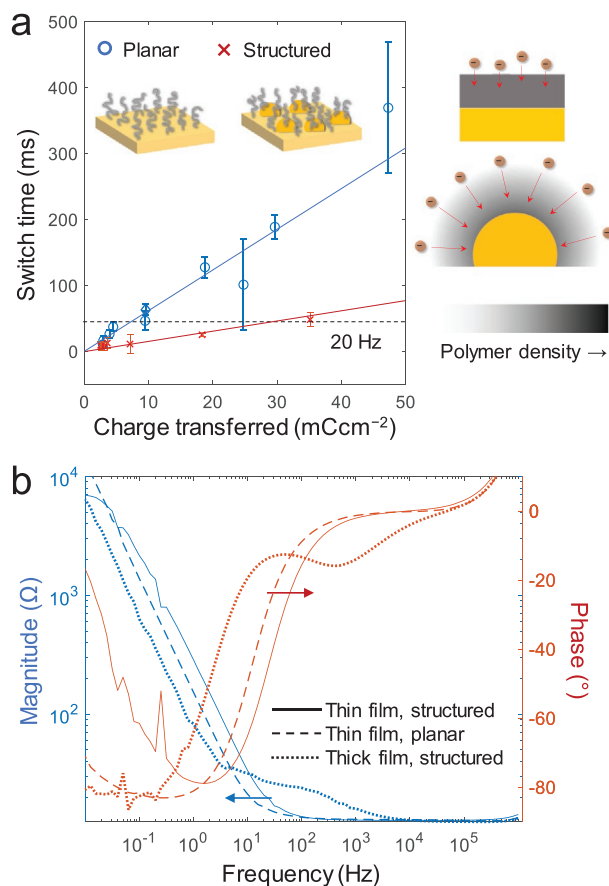 a
Planar
Structured
500
400
300
200
100
0
Switch time (ms)
20 Hz
0
10
20
30
40
50
Charge transferred (mCcm⁻²)
Polymer density →
b
10⁴
10³
10²
Magnitude (Ω)
0
-20
-40
-60
-80
Phase (°)
Thin film, structured
Thin film, planar
Thick film, structured
10⁻¹
10⁰
10¹
10²
10³
10⁴
10⁵
Frequency (Hz)